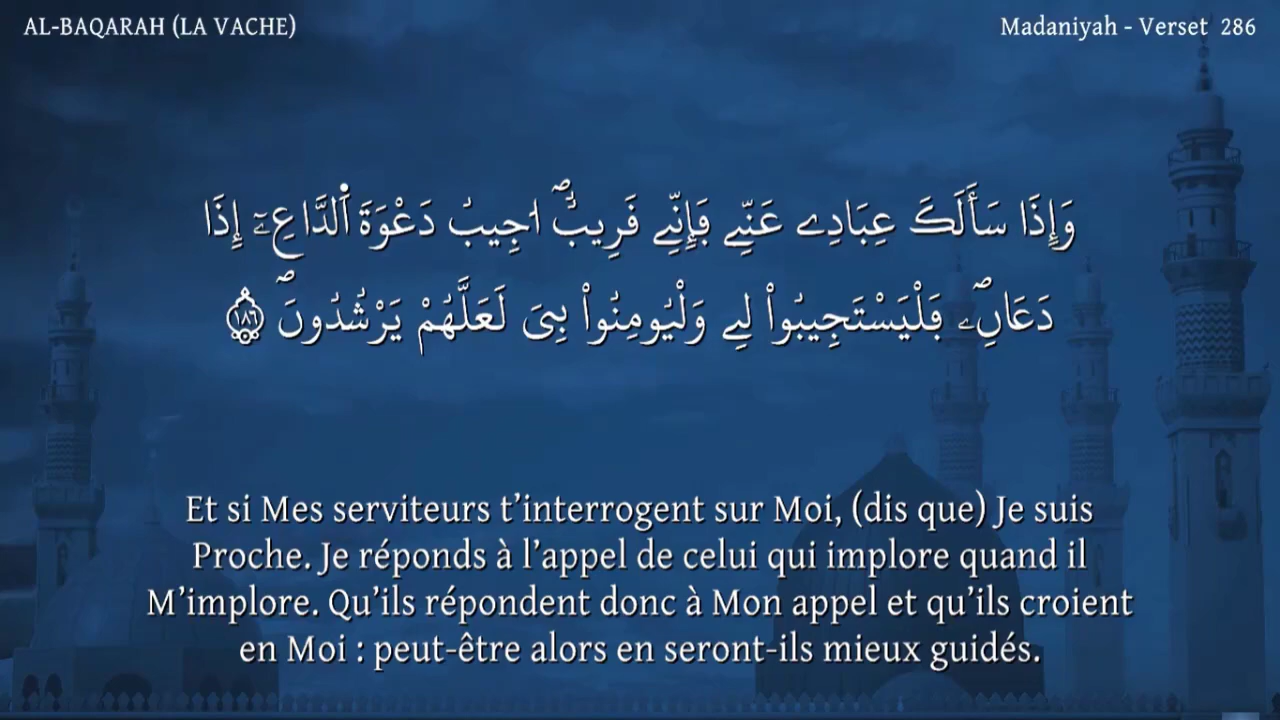 AL-BAQARAH (LA VACHE)
Madaniyah - Verset 286
وَإِذَا سَأَلَكَ عِبَادِے عَنِّے فَإِنِّے قَرِيبٌۖ ا۟جِيبُ دَعْوَةَ اَ۬لدَّاعِۦٓ إِذَا
دَعَانِۦۖ فَلْيَسْتَجِيبُواْ لِے وَلْيُومِنُواْ بِىَ لَعَلَّهُمْ يَرْشُدُونَۖ ۝١٨٦
Et si Mes serviteurs t’interrogent sur Moi, (dis que) Je suis
Proche. Je réponds à l’appel de celui qui implore quand il
M’implore. Qu’ils répondent donc à Mon appel et qu’ils croient
en Moi : peut-être alors en seront-ils mieux guidés.